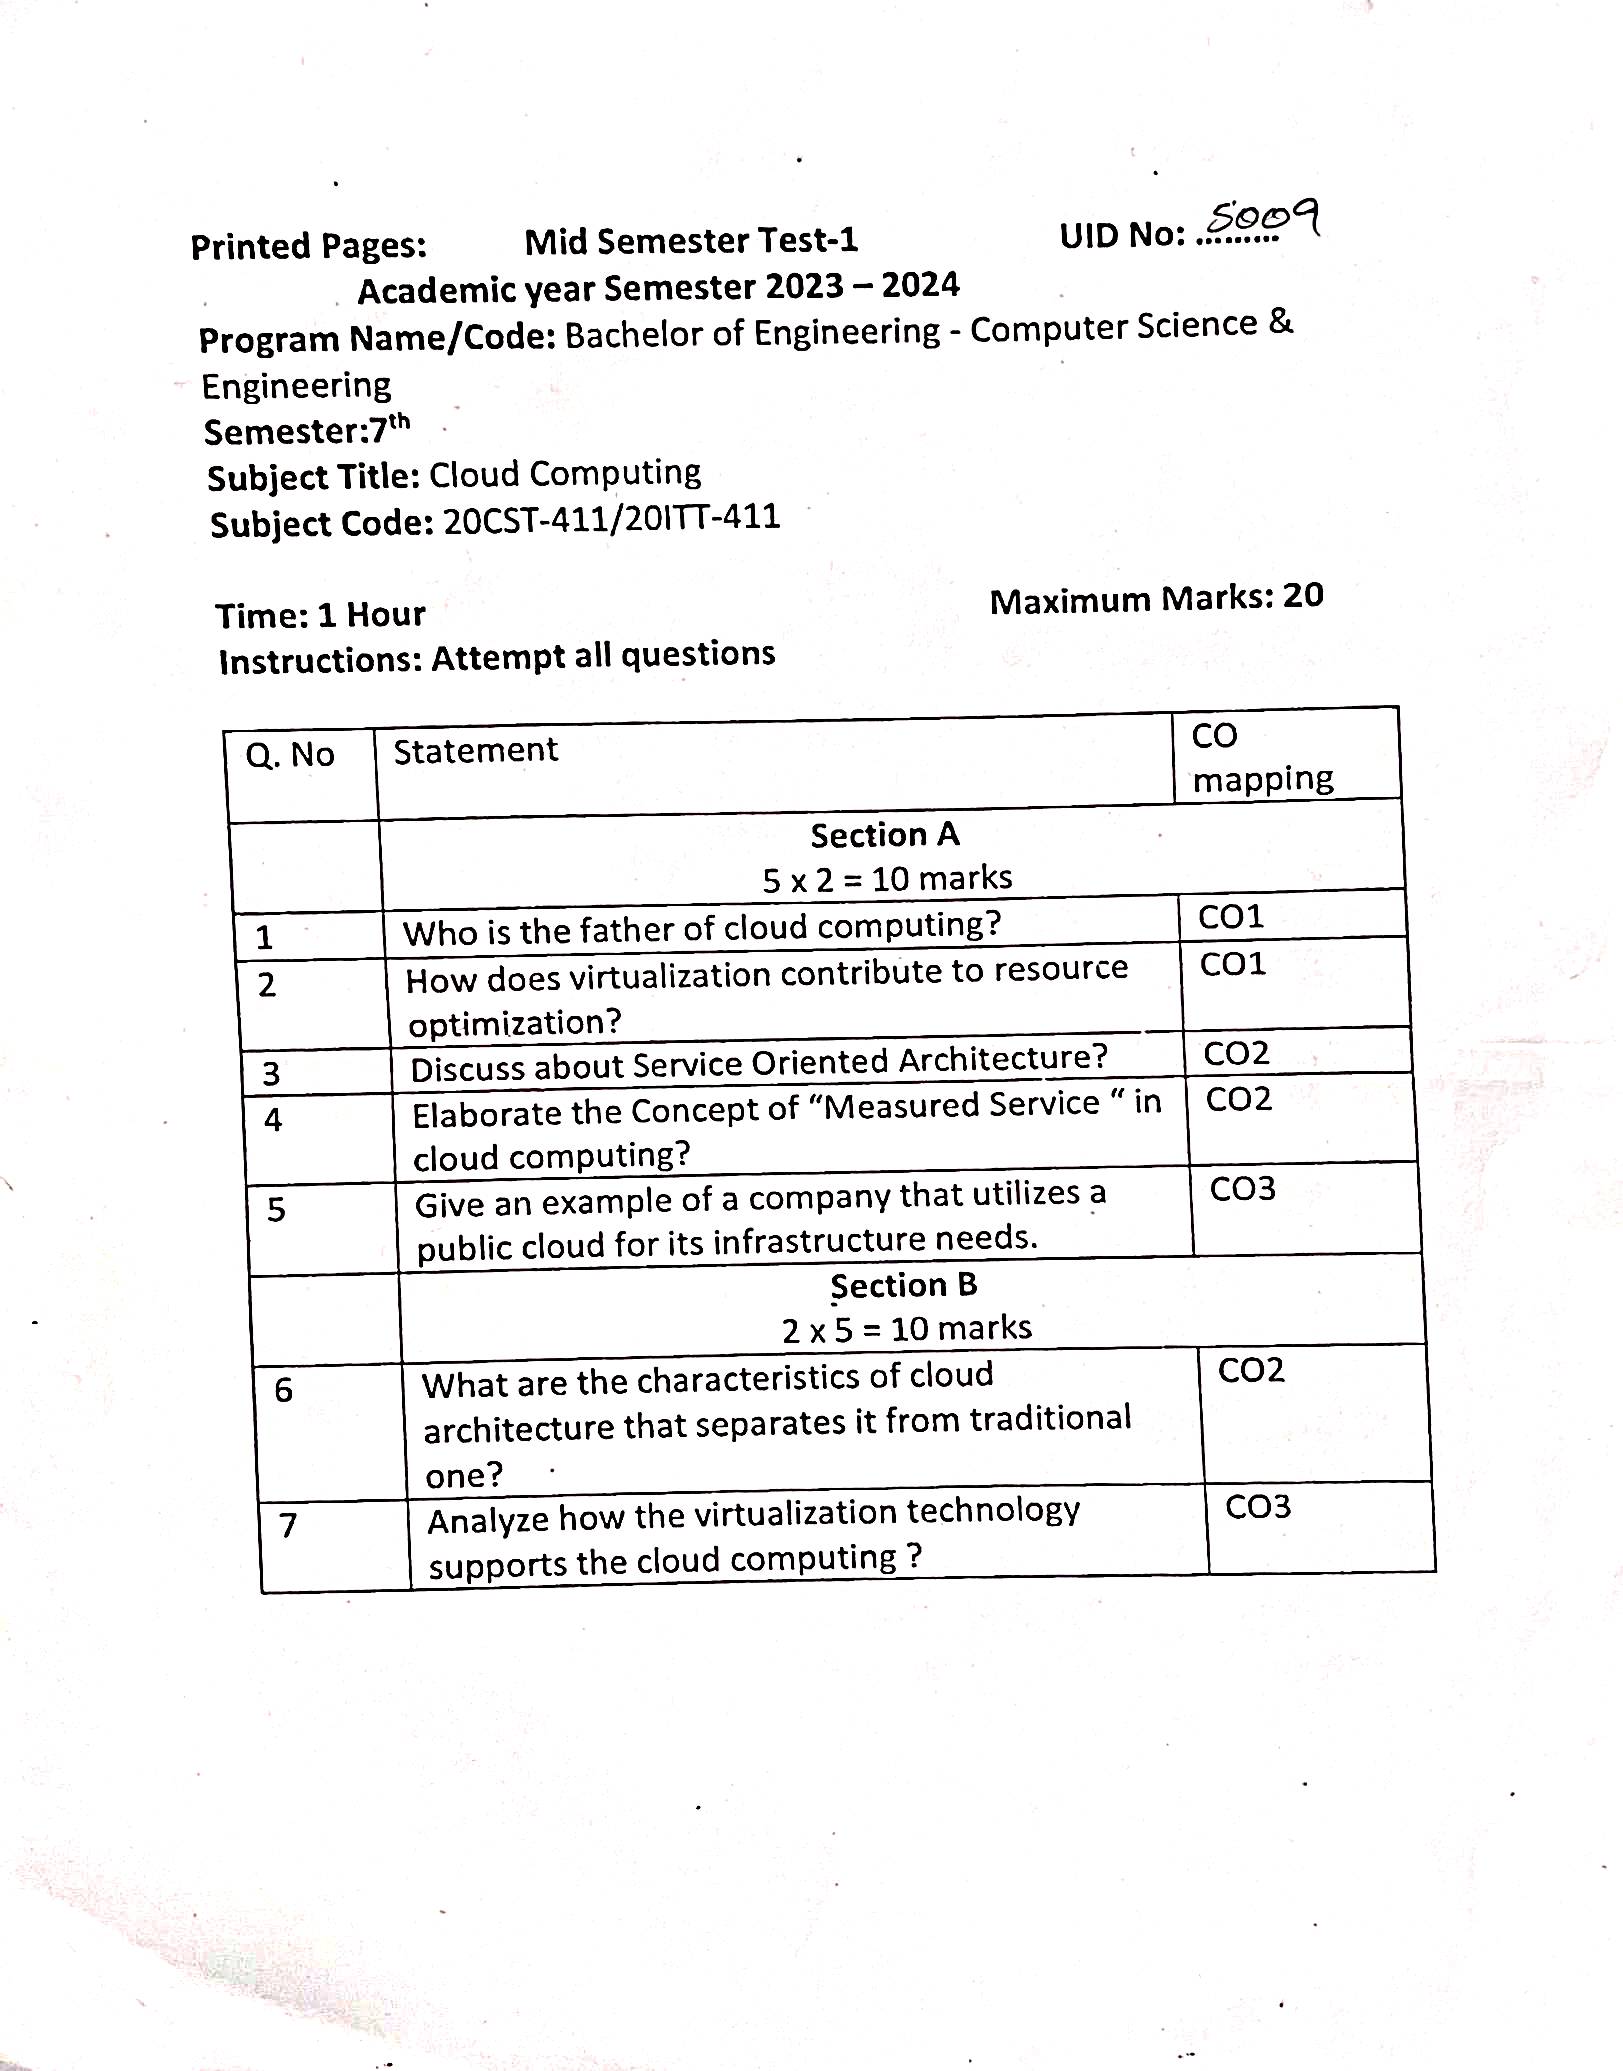 Printed Pages: Mid Semester Test-1 UID No: .........5009
Academic year Semester 2023 – 2024
Program Name/Code: Bachelor of Engineering - Computer Science &
Engineering
Semester:7th
Subject Title: Cloud Computing
Subject Code: 20CST-411/20ITT-411
Time: 1 Hour Maximum Marks: 20
Instructions: Attempt all questions
Q. No Statement CO
mapping
Section A
5 x 2 = 10 marks
1 Who is the father of cloud computing? CO1
2 How does virtualization contribute to resource CO1
optimization?
3 Discuss about Service Oriented Architecture? CO2
4 Elaborate the Concept of “Measured Service “ in CO2
cloud computing?
5 Give an example of a company that utilizes a CO3
public cloud for its infrastructure needs.
Section B
2 x 5 = 10 marks
6 What are the characteristics of cloud CO2
architecture that separates it from traditional
one?
7 Analyze how the virtualization technology CO3
supports the cloud computing ?